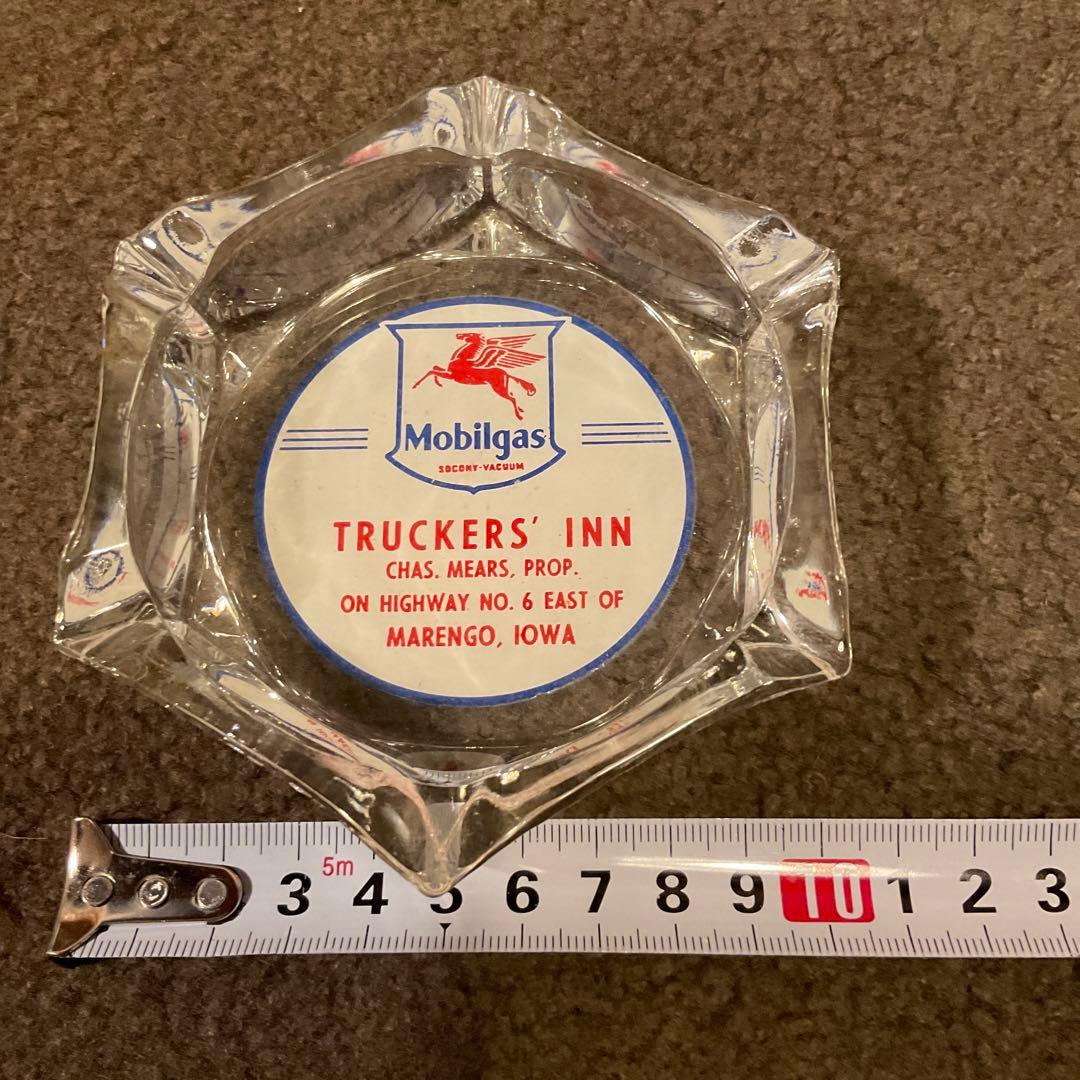 Mobilgas
SOCONY-VACUUM
TRUCKERS' INN
CHAS. MEARS, PROP.
ON HIGHWAY NO. 6 EAST OF
MARENGO, IOWA
5m
3 4 5 6 7 8 9 10 1 2 3